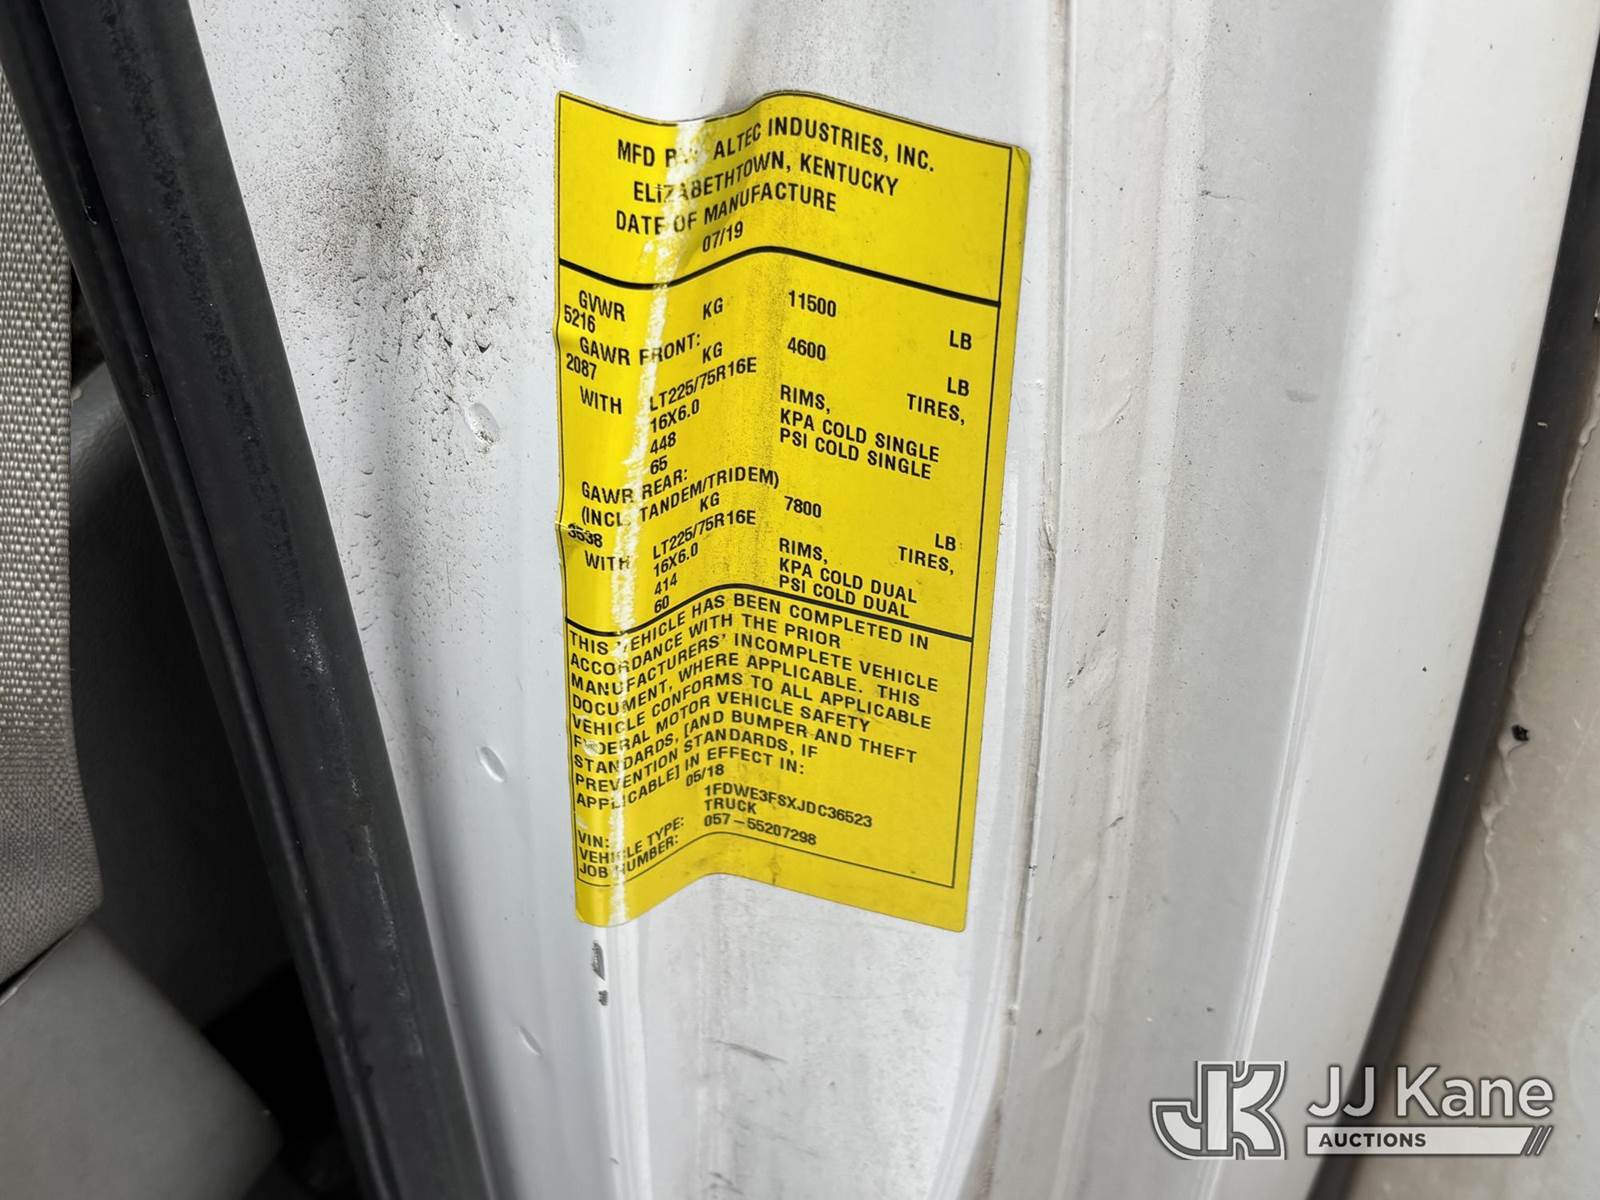 MFD BY: ALTEC INDUSTRIES, INC.
ELIZABETHTOWN, KENTUCKY
DATE OF MANUFACTURE
07/19
GVWR
5216 KG 11500 LB
GAWR FRONT:
2087 KG 4600 LB
WITH LT225/75R16E TIRES,
16X6.0 RIMS,
448 KPA COLD SINGLE
65 PSI COLD SINGLE
GAWR REAR:
(INCL. TANDEM/TRIDEM)
3538 KG 7800 LB
WITH LT225/75R16E TIRES,
16X6.0 RIMS,
414 KPA COLD DUAL
60 PSI COLD DUAL
THIS VEHICLE HAS BEEN COMPLETED IN
ACCORDANCE WITH THE PRIOR
MANUFACTURERS' INCOMPLETE VEHICLE
DOCUMENT, WHERE APPLICABLE. THIS
VEHICLE CONFORMS TO ALL APPLICABLE
FEDERAL MOTOR VEHICLE SAFETY
STANDARDS, [AND BUMPER AND THEFT
PREVENTION STANDARDS, IF
APPLICABLE] IN EFFECT IN:
05/18
VIN: 1FDWE3FSXJDC36523
VEHICLE TYPE: TRUCK
JOB NUMBER: 057-55207298
JK JJ Kane
AUCTIONS